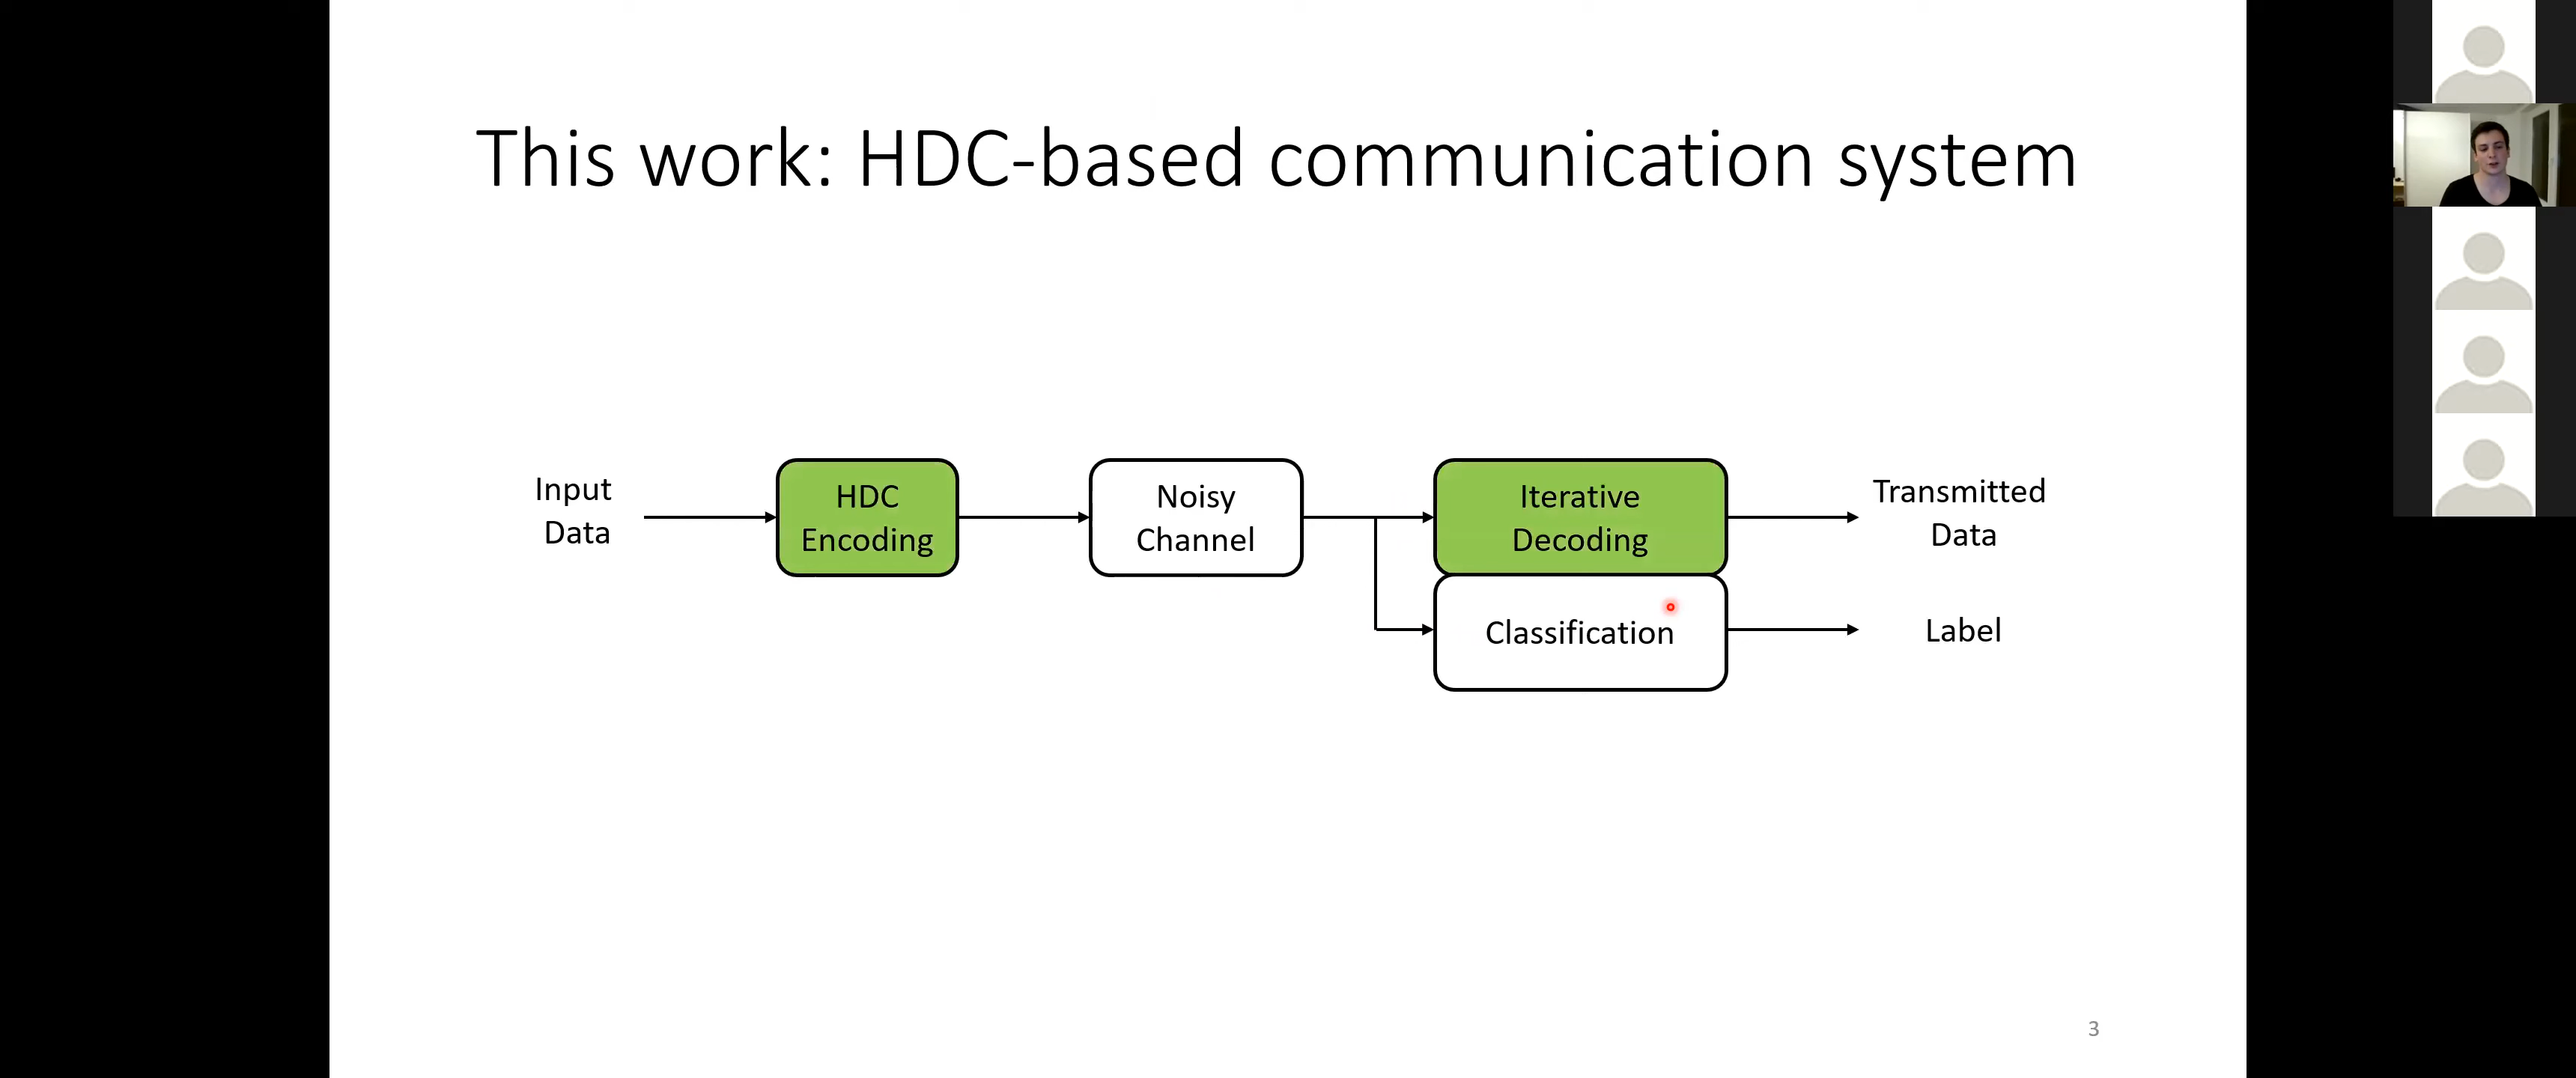 This work: HDC-based communication system
Input
Data
HDC
Encoding
Noisy
Channel
Iterative
Decoding
Transmitted
Data
Classification
Label
3